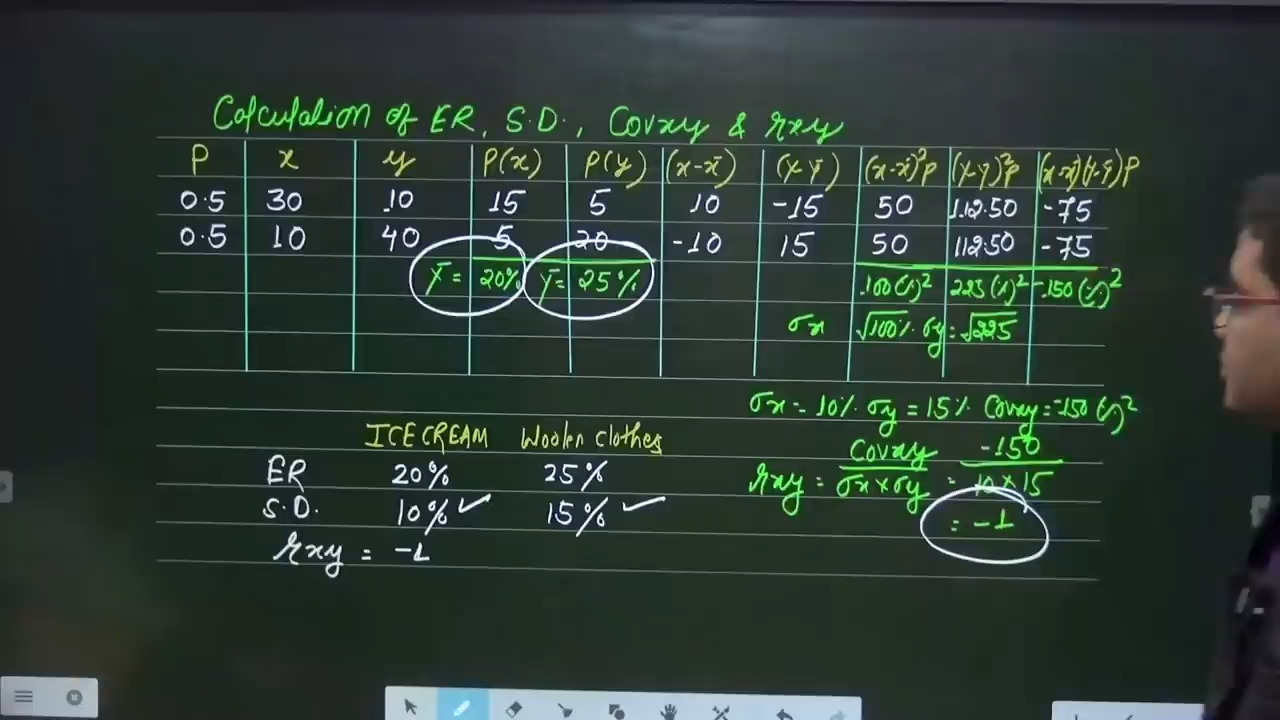 Calculation of ER, S.D., Covxy & rxy
P x y P(x) P(y) (x-x̄) (Y-Ȳ) (x-x̄)²P (Y-Ȳ)²P (x-x̄)(Y-Ȳ)P
0.5 30 10 15 5 10 -15 50 112.50 -75
0.5 10 40 5 20 -10 15 50 112.50 -75
X̄ = 20% Ȳ = 25% 100(%)² 225(%)² -150(%)²
σx √100% σy = √225
σx = 10% σy = 15% Covxy = -150(%)²
ICE CREAM Woolen clothes
ER 20% 25%
S.D. 10% ✓ 15% ✓
rxy = -1
rxy = Covxy / σx × σy = -150 / 10 × 15
= -1